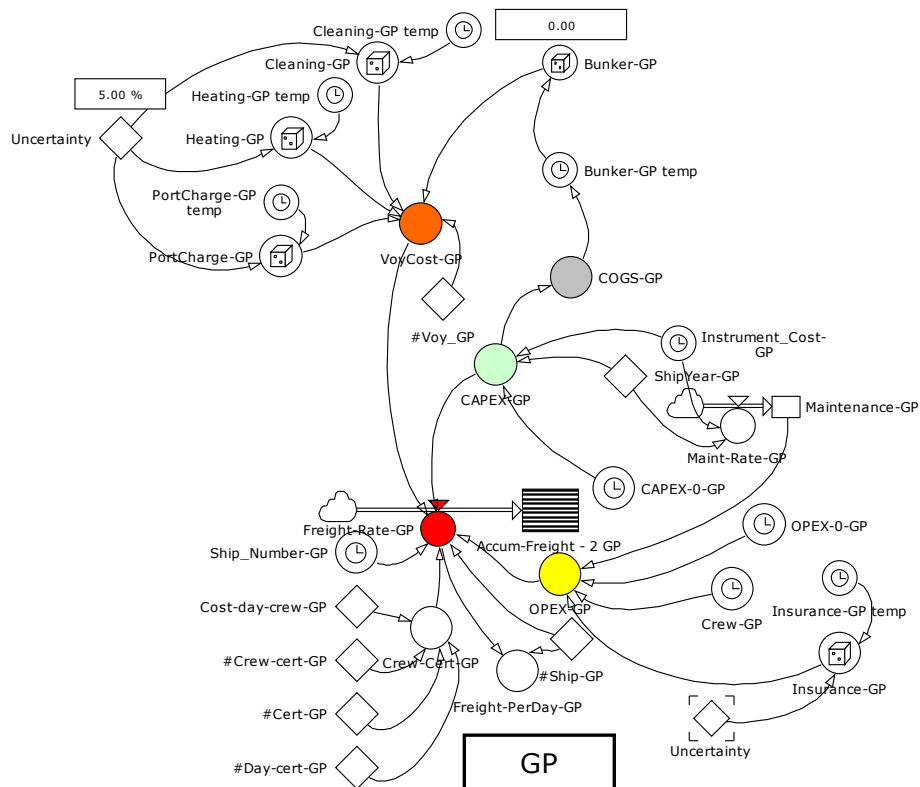 Cleaning-GP temp
0.00
Cleaning-GP
Bunker-GP
5.00 %
Heating-GP temp
Uncertainty
Heating-GP
Bunker-GP temp
PortCharge-GP
temp
PortCharge-GP
VoyCost-GP
COGS-GP
#Voy_GP
Instrument_Cost-
GP
ShipYear-GP
CAPEX-GP
Maintenance-GP
Maint-Rate-GP
CAPEX-0-GP
Freight-Rate-GP
OPEX-0-GP
Accum-Freight - 2 GP
Ship_Number-GP
Cost-day-crew-GP
OPEX-GP
Insurance-GP temp
Crew-GP
#Crew-cert-GP
Crew-Cert-GP
#Ship-GP
Insurance-GP
Freight-PerDay-GP
#Cert-GP
Uncertainty
#Day-cert-GP
GP